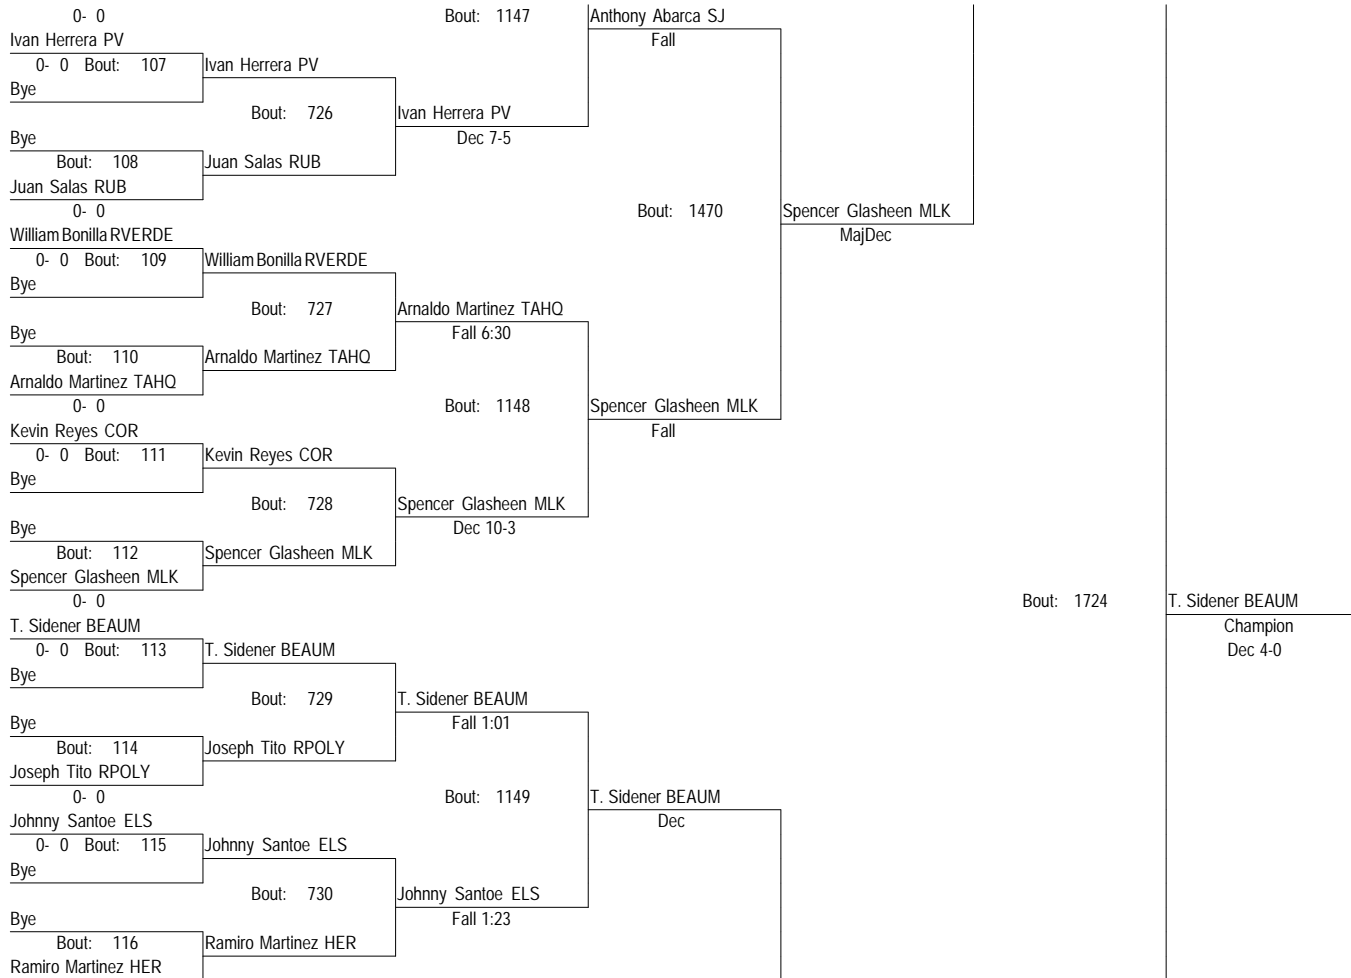 0- 0 Bout: 1147 Anthony Abarca SJ
Ivan Herrera PV Fall
0- 0 Bout: 107 Ivan Herrera PV
Bye
Bout: 726 Ivan Herrera PV
Bye Dec 7-5
Bout: 108 Juan Salas RUB
Juan Salas RUB
0- 0 Bout: 1470 Spencer Glasheen MLK
William Bonilla RVERDE MajDec
0- 0 Bout: 109 William Bonilla RVERDE
Bye
Bout: 727 Arnaldo Martinez TAHQ
Bye Fall 6:30
Bout: 110 Arnaldo Martinez TAHQ
Arnaldo Martinez TAHQ
0- 0 Bout: 1148 Spencer Glasheen MLK
Kevin Reyes COR Fall
0- 0 Bout: 111 Kevin Reyes COR
Bye
Bout: 728 Spencer Glasheen MLK
Bye Dec 10-3
Bout: 112 Spencer Glasheen MLK
Spencer Glasheen MLK
0- 0 Bout: 1724 T. Sidener BEAUM
T. Sidener BEAUM Champion
0- 0 Bout: 113 T. Sidener BEAUM Dec 4-0
Bye
Bout: 729 T. Sidener BEAUM
Bye Fall 1:01
Bout: 114 Joseph Tito RPOLY
Joseph Tito RPOLY
0- 0 Bout: 1149 T. Sidener BEAUM
Johnny Santoe ELS Dec
0- 0 Bout: 115 Johnny Santoe ELS
Bye
Bout: 730 Johnny Santoe ELS
Bye Fall 1:23
Bout: 116 Ramiro Martinez HER
Ramiro Martinez HER